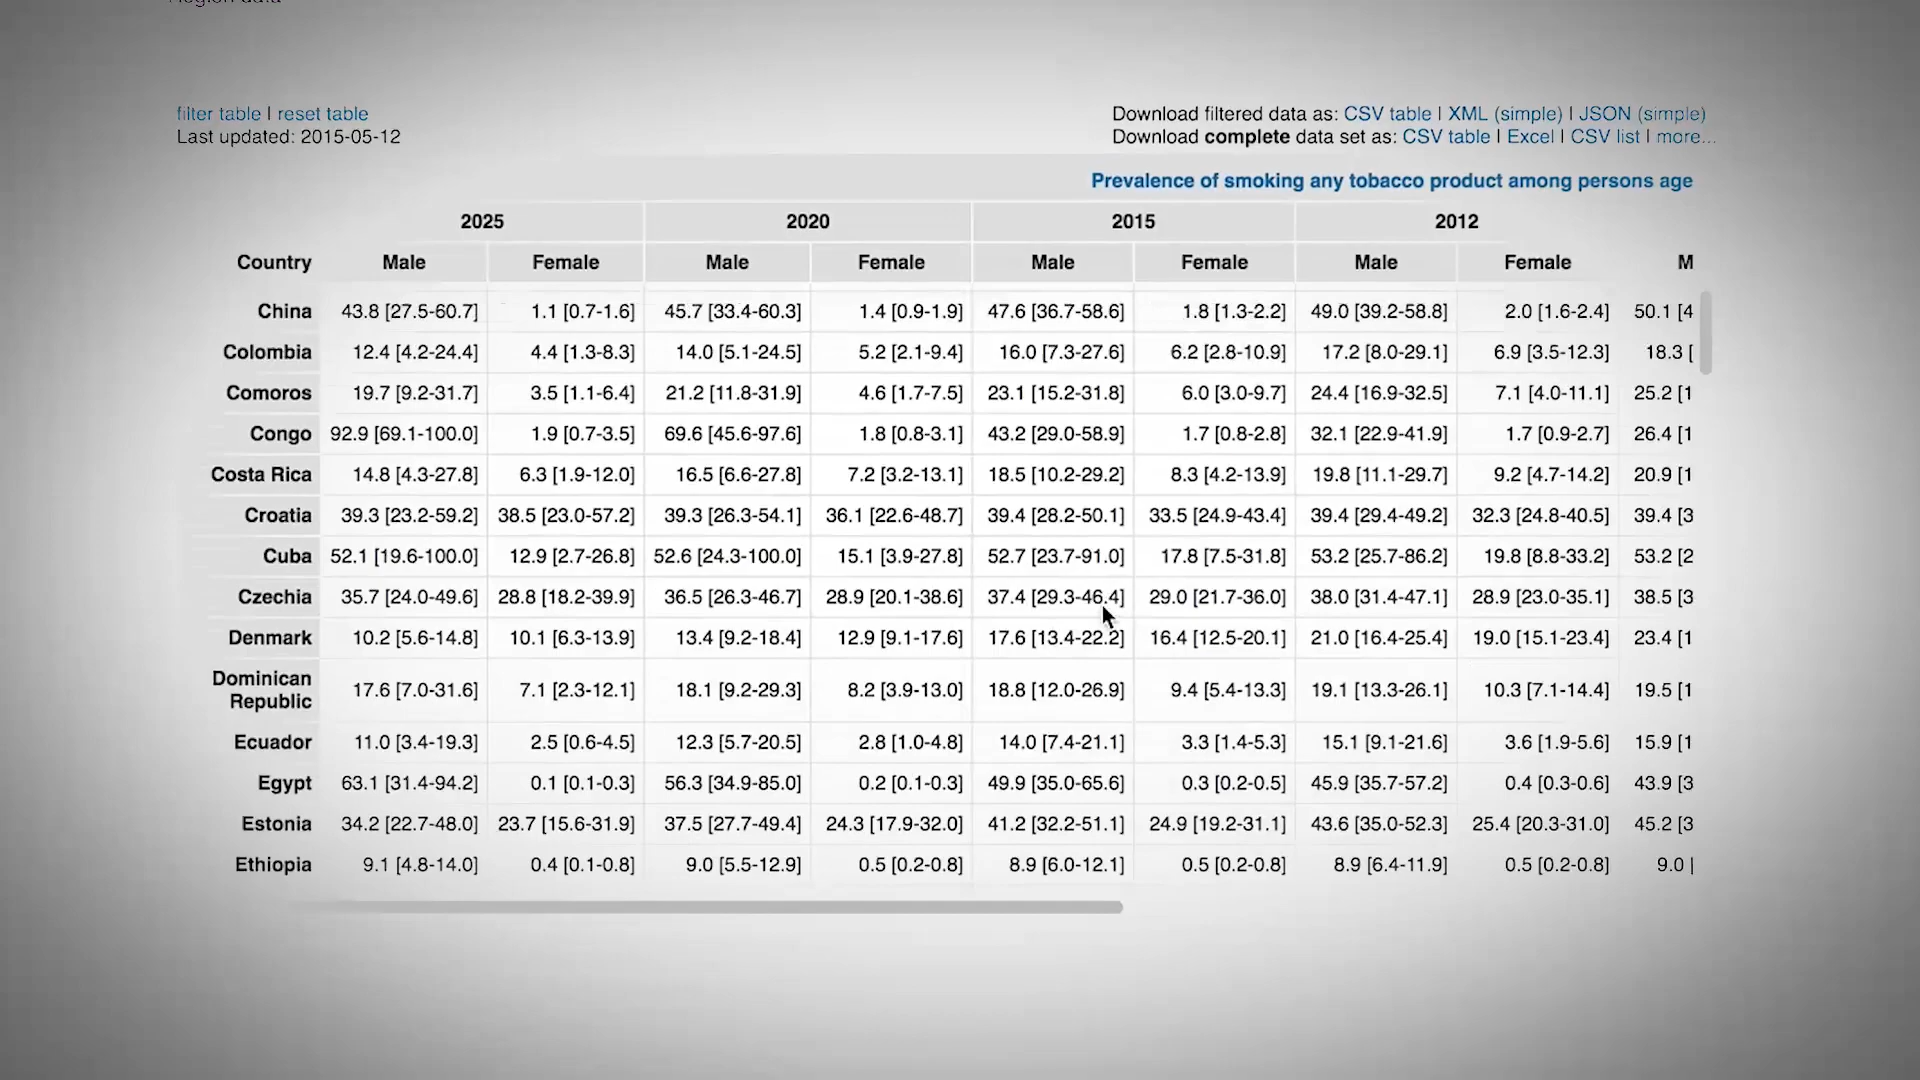 Region data
filter table | reset table
Last updated: 2015-05-12
Download filtered data as: CSV table | XML (simple) | JSON (simple)
Download complete data set as: CSV table | Excel | CSV list | more...
Prevalence of smoking any tobacco product among persons age
2025 2020 2015 2012
Country Male Female Male Female Male Female Male Female M
China 43.8 [27.5-60.7] 1.1 [0.7-1.6] 45.7 [33.4-60.3] 1.4 [0.9-1.9] 47.6 [36.7-58.6] 1.8 [1.3-2.2] 49.0 [39.2-58.8] 2.0 [1.6-2.4] 50.1 [4
Colombia 12.4 [4.2-24.4] 4.4 [1.3-8.3] 14.0 [5.1-24.5] 5.2 [2.1-9.4] 16.0 [7.3-27.6] 6.2 [2.8-10.9] 17.2 [8.0-29.1] 6.9 [3.5-12.3] 18.3 [
Comoros 19.7 [9.2-31.7] 3.5 [1.1-6.4] 21.2 [11.8-31.9] 4.6 [1.7-7.5] 23.1 [15.2-31.8] 6.0 [3.0-9.7] 24.4 [16.9-32.5] 7.1 [4.0-11.1] 25.2 [1
Congo 92.9 [69.1-100.0] 1.9 [0.7-3.5] 69.6 [45.6-97.6] 1.8 [0.8-3.1] 43.2 [29.0-58.9] 1.7 [0.8-2.8] 32.1 [22.9-41.9] 1.7 [0.9-2.7] 26.4 [1
Costa Rica 14.8 [4.3-27.8] 6.3 [1.9-12.0] 16.5 [6.6-27.8] 7.2 [3.2-13.1] 18.5 [10.2-29.2] 8.3 [4.2-13.9] 19.8 [11.1-29.7] 9.2 [4.7-14.2] 20.9 [1
Croatia 39.3 [23.2-59.2] 38.5 [23.0-57.2] 39.3 [26.3-54.1] 36.1 [22.6-48.7] 39.4 [28.2-50.1] 33.5 [24.9-43.4] 39.4 [29.4-49.2] 32.3 [24.8-40.5] 39.4 [3
Cuba 52.1 [19.6-100.0] 12.9 [2.7-26.8] 52.6 [24.3-100.0] 15.1 [3.9-27.8] 52.7 [23.7-91.0] 17.8 [7.5-31.8] 53.2 [25.7-86.2] 19.8 [8.8-33.2] 53.2 [2
Czechia 35.7 [24.0-49.6] 28.8 [18.2-39.9] 36.5 [26.3-46.7] 28.9 [20.1-38.6] 37.4 [29.3-46.4] 29.0 [21.7-36.0] 38.0 [31.4-47.1] 28.9 [23.0-35.1] 38.5 [3
Denmark 10.2 [5.6-14.8] 10.1 [6.3-13.9] 13.4 [9.2-18.4] 12.9 [9.1-17.6] 17.6 [13.4-22.2] 16.4 [12.5-20.1] 21.0 [16.4-25.4] 19.0 [15.1-23.4] 23.4 [1
Dominican
Republic 17.6 [7.0-31.6] 7.1 [2.3-12.1] 18.1 [9.2-29.3] 8.2 [3.9-13.0] 18.8 [12.0-26.9] 9.4 [5.4-13.3] 19.1 [13.3-26.1] 10.3 [7.1-14.4] 19.5 [1
Ecuador 11.0 [3.4-19.3] 2.5 [0.6-4.5] 12.3 [5.7-20.5] 2.8 [1.0-4.8] 14.0 [7.4-21.1] 3.3 [1.4-5.3] 15.1 [9.1-21.6] 3.6 [1.9-5.6] 15.9 [1
Egypt 63.1 [31.4-94.2] 0.1 [0.1-0.3] 56.3 [34.9-85.0] 0.2 [0.1-0.3] 49.9 [35.0-65.6] 0.3 [0.2-0.5] 45.9 [35.7-57.2] 0.4 [0.3-0.6] 43.9 [3
Estonia 34.2 [22.7-48.0] 23.7 [15.6-31.9] 37.5 [27.7-49.4] 24.3 [17.9-32.0] 41.2 [32.2-51.1] 24.9 [19.2-31.1] 43.6 [35.0-52.3] 25.4 [20.3-31.0] 45.2 [3
Ethiopia 9.1 [4.8-14.0] 0.4 [0.1-0.8] 9.0 [5.5-12.9] 0.5 [0.2-0.8] 8.9 [6.0-12.1] 0.5 [0.2-0.8] 8.9 [6.4-11.9] 0.5 [0.2-0.8] 9.0 [